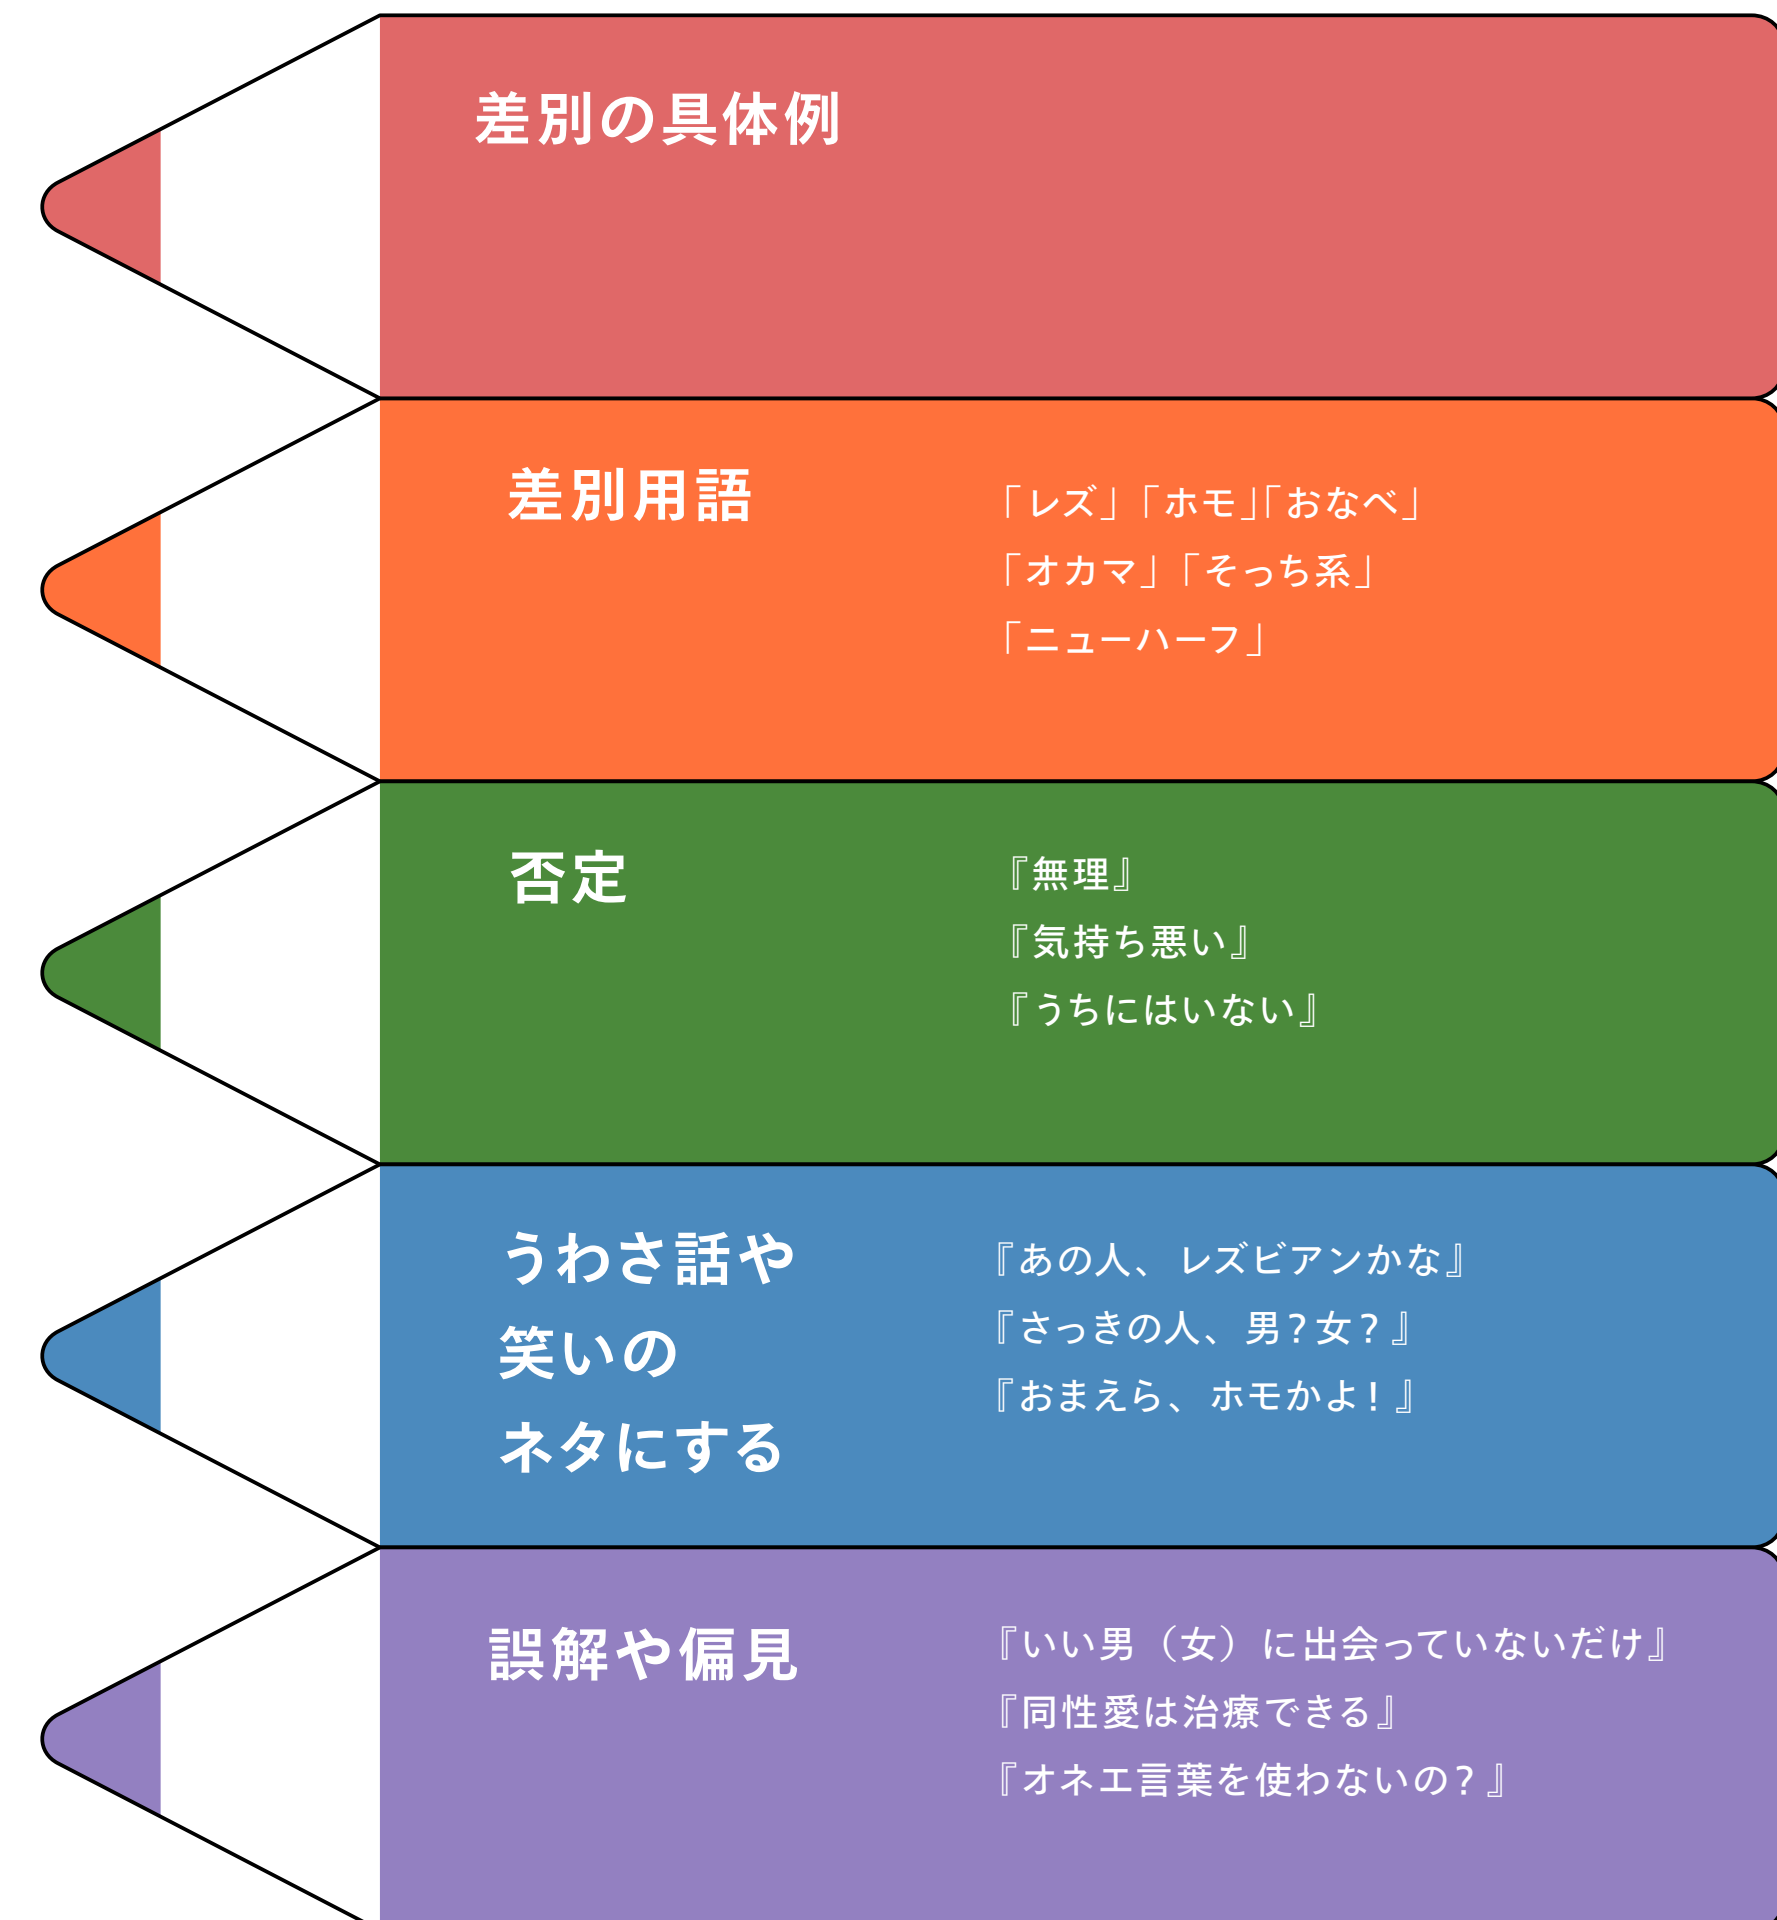 差別の具体例
差別用語
「レズ」「ホモ」「おなべ」
「オカマ」「そっち系」
「ニューハーフ」
否定
『無理』
『気持ち悪い』
『うちにはいない』
うわさ話や
笑いの
ネタにする
『あの人、レズビアンかな』
『さっきの人、男？女？』
『おまえら、ホモかよ！』
誤解や偏見
『いい男（女）に出会っていないだけ』
『同性愛は治療できる』
『オネエ言葉を使わないの？』